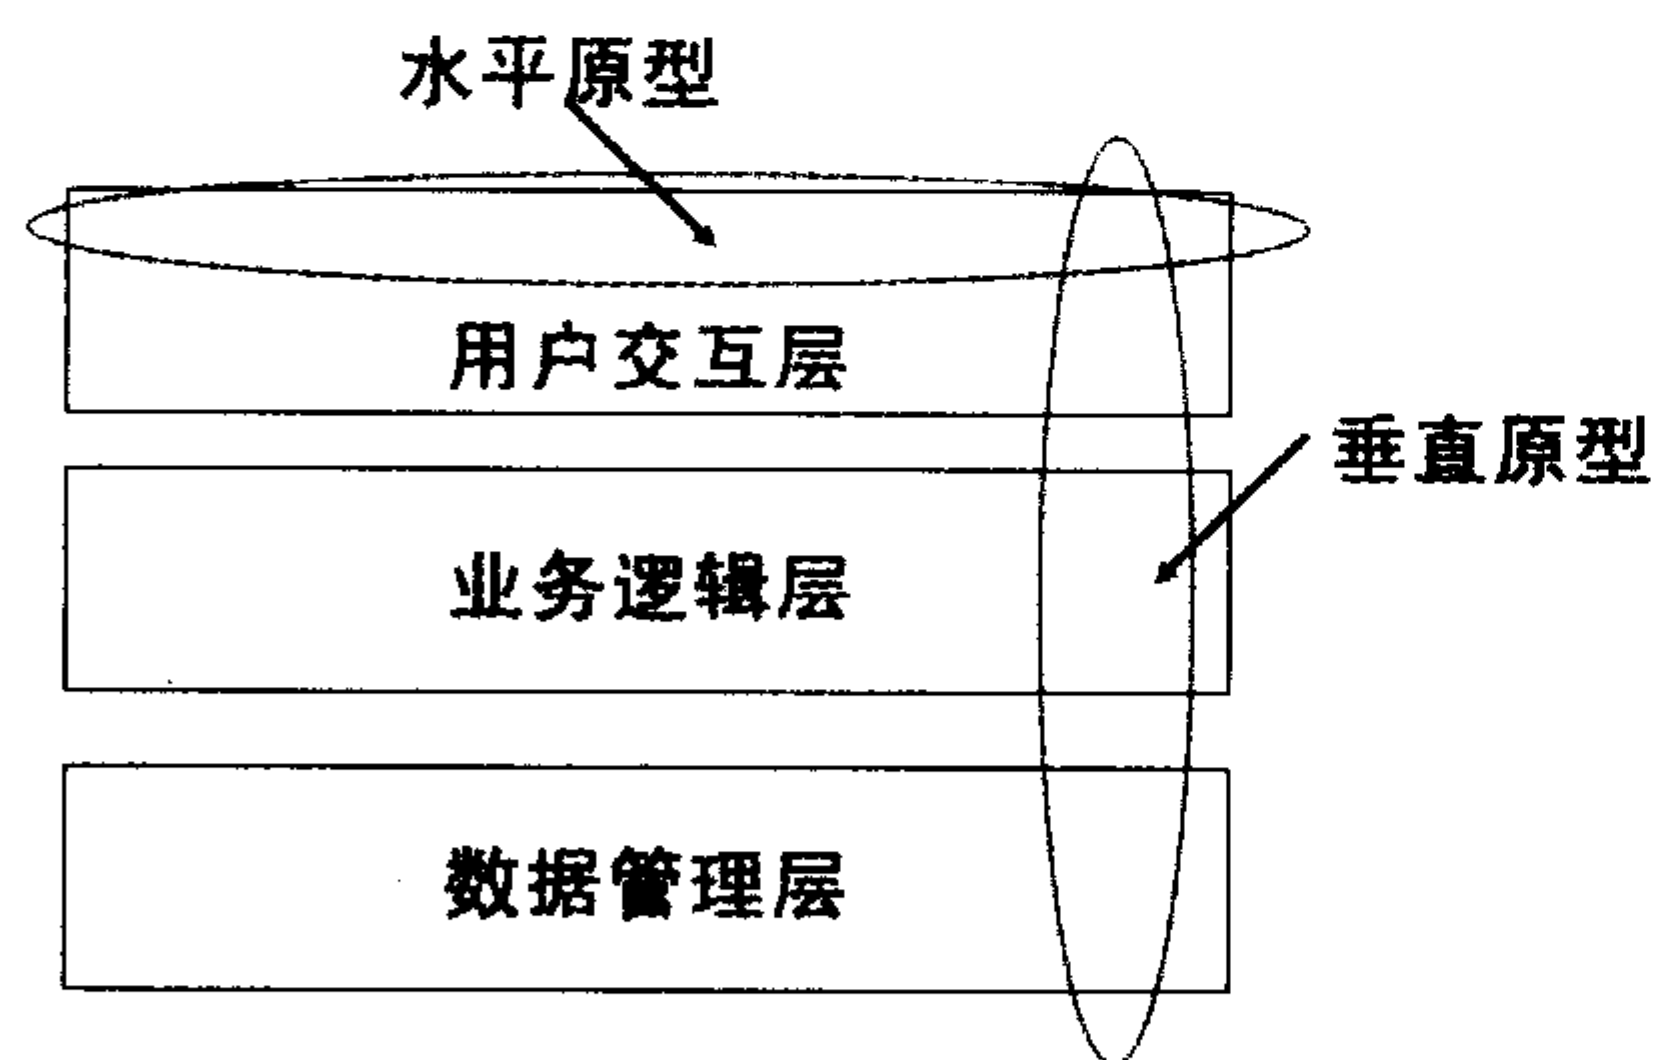 水平原型
用户交互层
垂直原型
业务逻辑层
数据管理层